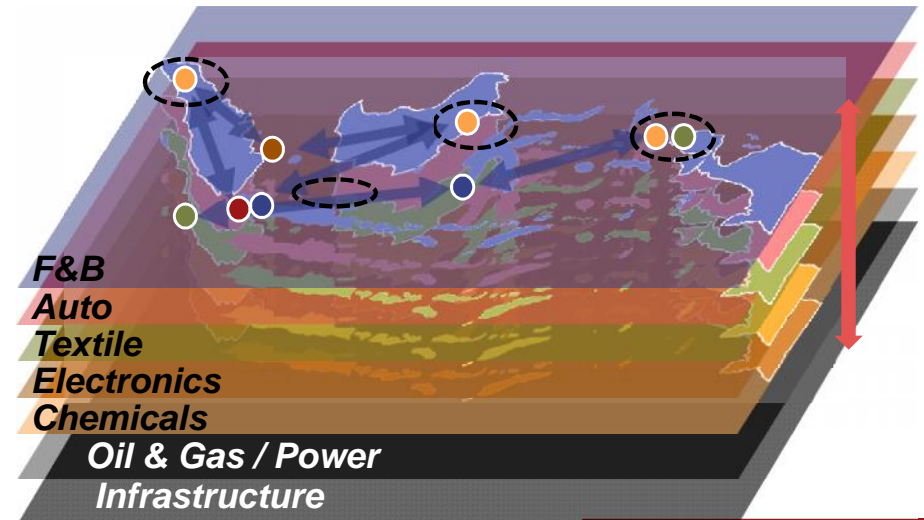 F&B
Auto
Textile
Electronics
Chemicals
Oil & Gas / Power
Infrastructure